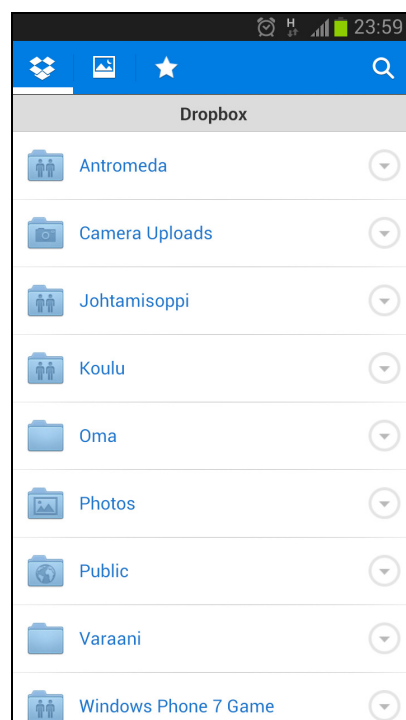 H 23:59
Dropbox
Antromeda
Camera Uploads
Johtamisoppi
Koulu
Oma
Photos
Public
Varaani
Windows Phone 7 Game